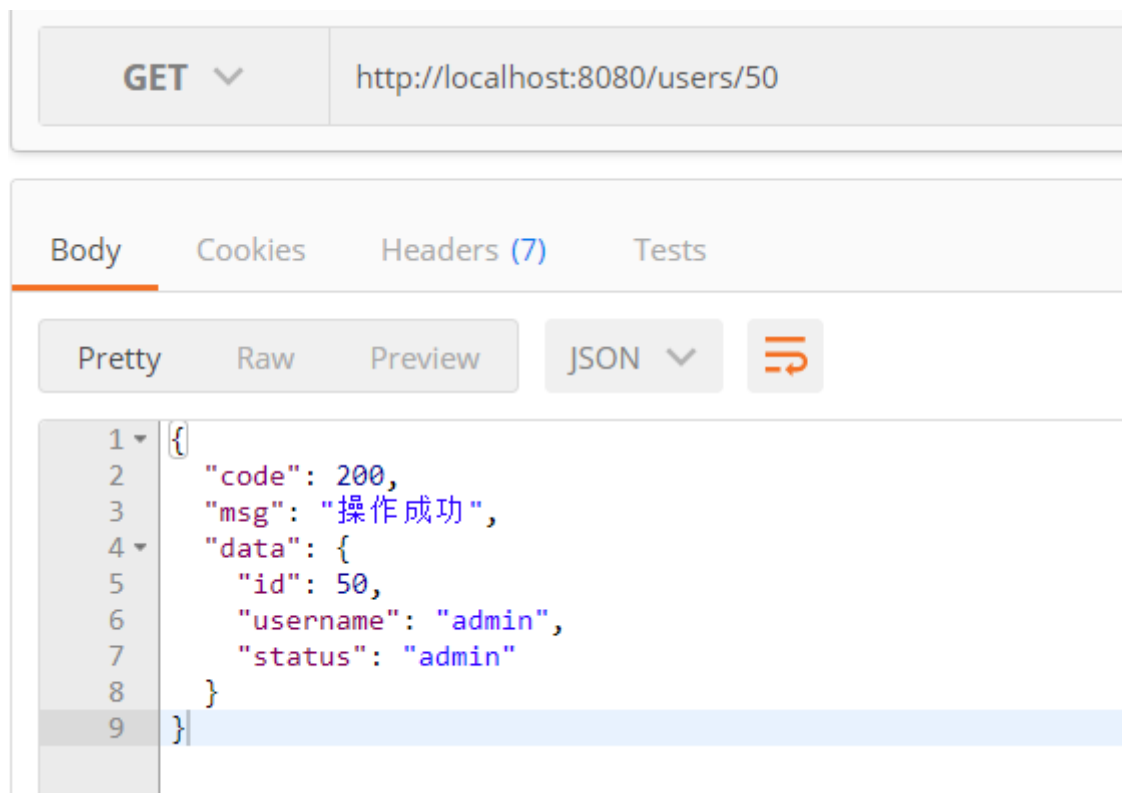 GET http://localhost:8080/users/50
Body Cookies Headers (7) Tests
Pretty Raw Preview JSON
1 {
2 "code": 200,
3 "msg": "操作成功",
4 "data": {
5 "id": 50,
6 "username": "admin",
7 "status": "admin"
8 }
9 }